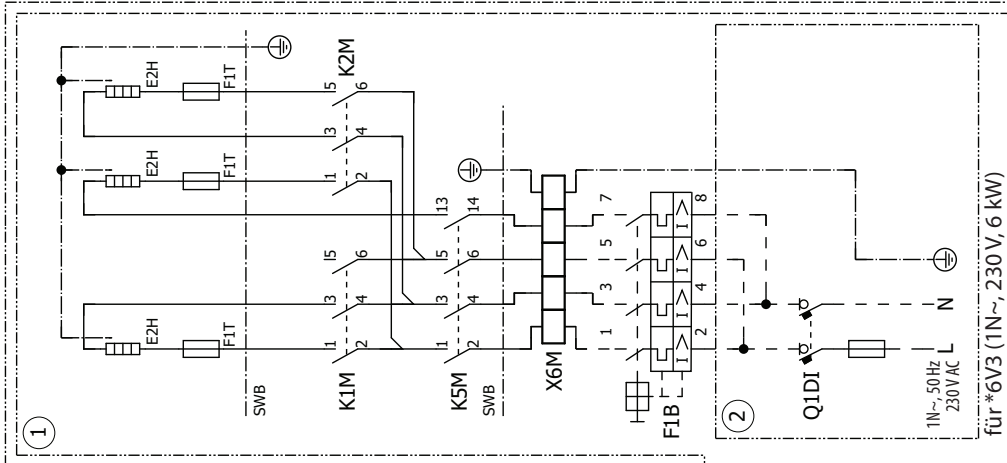 1
E2H
F1T
E2H
F1T
E2H
F1T
SWB
1 3 5
2 4 6
K1M
1 3 5
2 4 6
K2M
1 3 5 13
2 4 6 14
K5M
SWB
X6M
1 3 5 7
F1B
I> I> I> I>
2 4 6 8
2
Q1DI
1N~, 50 Hz
230 V AC
L
N
für *6V3 (1N~, 230 V, 6 kW)